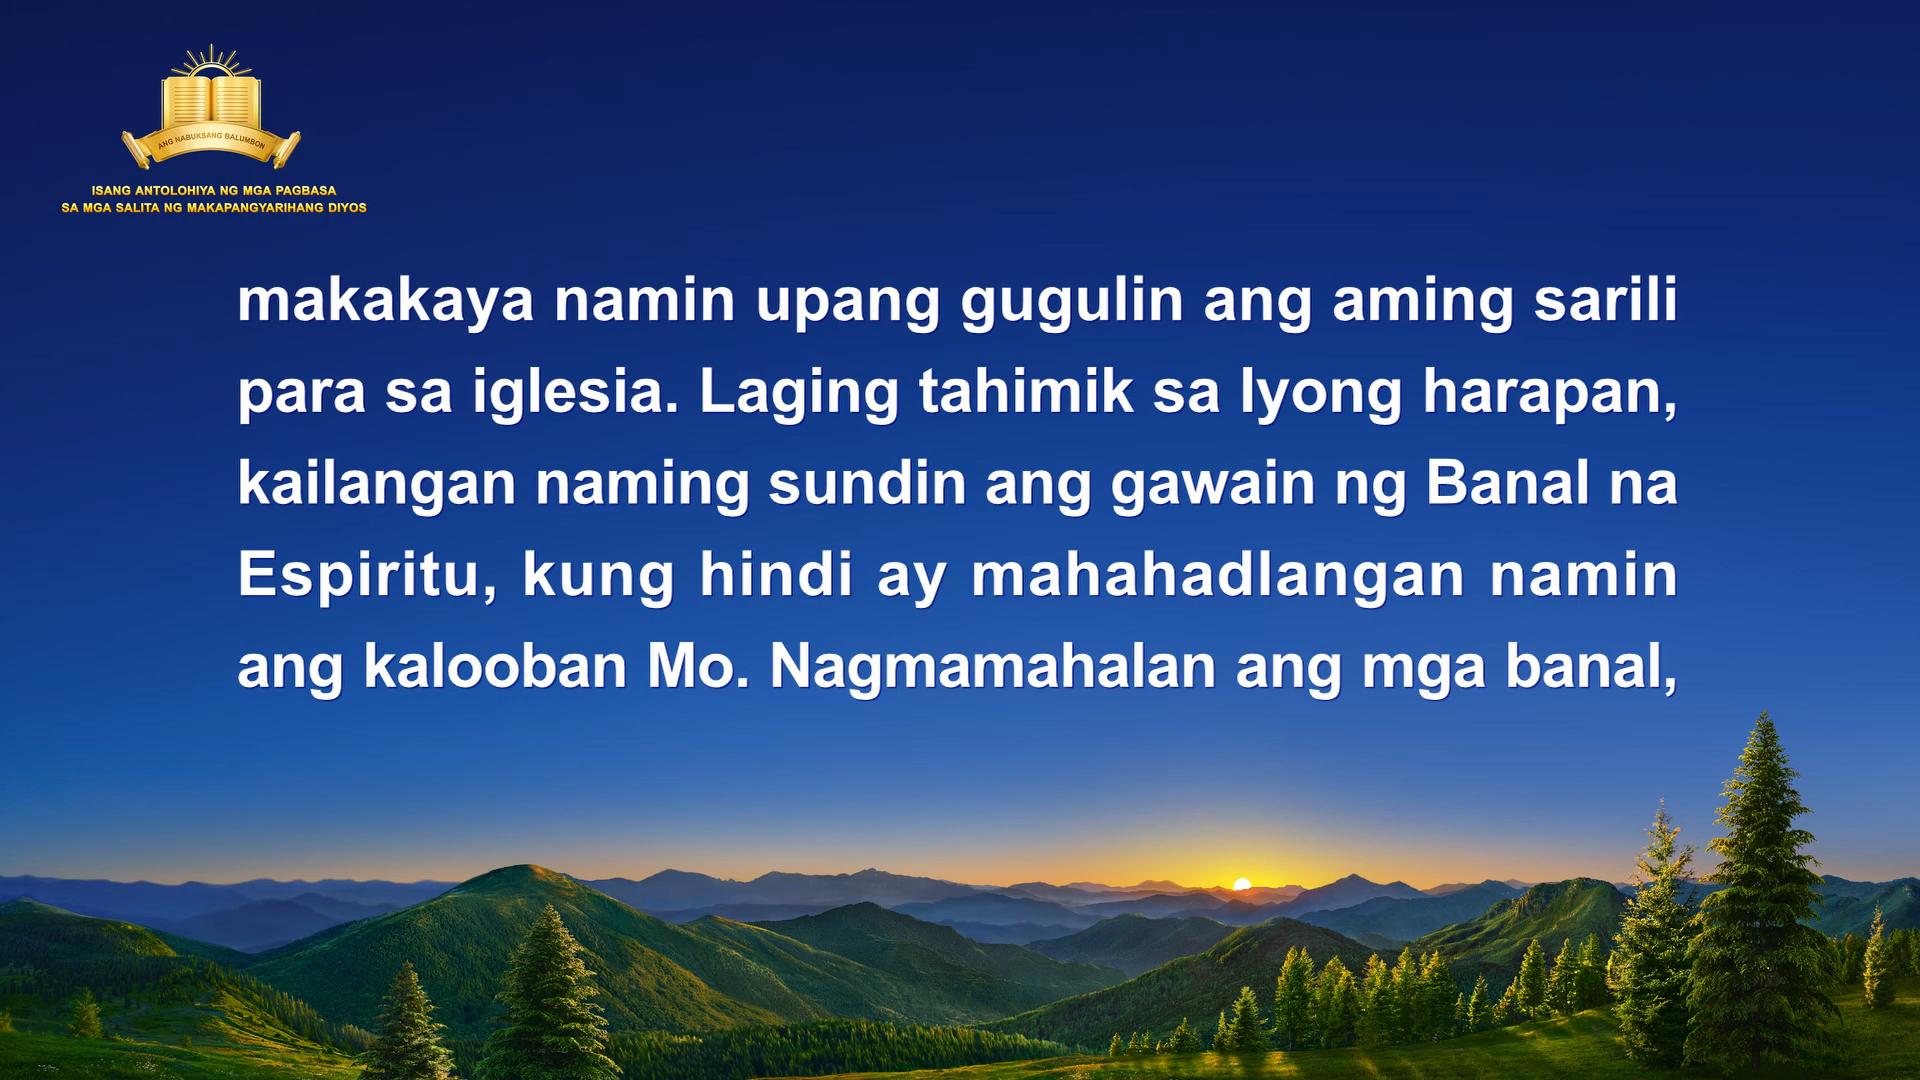 ANG NABUKSANG BALUMBON
ISANG ANTOLOHIYA NG MGA PAGBASA
SA MGA SALITA NG MAKAPANGYARIHANG DIYOS
makakaya namin upang gugulin ang aming sarili
para sa iglesia. Laging tahimik sa Iyong harapan,
kailangan naming sundin ang gawain ng Banal na
Espiritu, kung hindi ay mahahadlangan namin
ang kalooban Mo. Nagmamahalan ang mga banal,